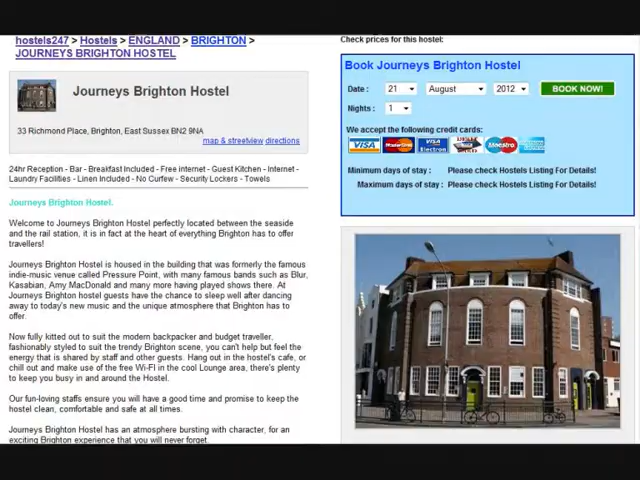 hostels247 > Hostels > ENGLAND > BRIGHTON >
JOURNEYS BRIGHTON HOSTEL
Journeys Brighton Hostel
33 Richmond Place, Brighton, East Sussex BN2 9NA
map & streetview directions
24hr Reception - Bar - Breakfast Included - Free internet - Guest Kitchen - Internet -
Laundry Facilities - Linen Included - No Curfew - Security Lockers - Towels
Journeys Brighton Hostel.
Welcome to Journeys Brighton Hostel perfectly located between the seaside
and the rail station, it is in fact at the heart of everything Brighton has to offer
travellers!
Journeys Brighton Hostel is housed in the building that was formerly the famous
indie-music venue called Pressure Point, with many famous bands such as Blur,
Kasabian, Amy MacDonald and many more having played shows there. At
Journeys Brighton hostel guests have the chance to sleep well after dancing
away to today's new music and the unique atmosphere that Brighton has to
offer.
Now fully kitted out to suit the modern backpacker and budget traveller,
fashionably styled to suit the trendy Brighton scene, you can't help but feel the
energy that is shared by staff and other guests. Hang out in the hostel's cafe, or
chill out and make use of the free Wi-Fi in the cool Lounge area, there's plenty
to keep you busy in and around the Hostel.
Our fun-loving staffs ensure you will have a good time and promise to keep the
hostel clean, comfortable and safe at all times.
Journeys Brighton Hostel has an atmosphere bursting with character, for an
exciting Brighton experience that you will never forget.
Check prices for this hostel:
Book Journeys Brighton Hostel
Date : 21 August 2012 BOOK NOW!
Nights : 1
We accept the following credit cards:
VISA MasterCard VISA Electron Maestro
Minimum days of stay : Please check Hostels Listing For Details!
Maximum days of stay : Please check Hostels Listing For Details!